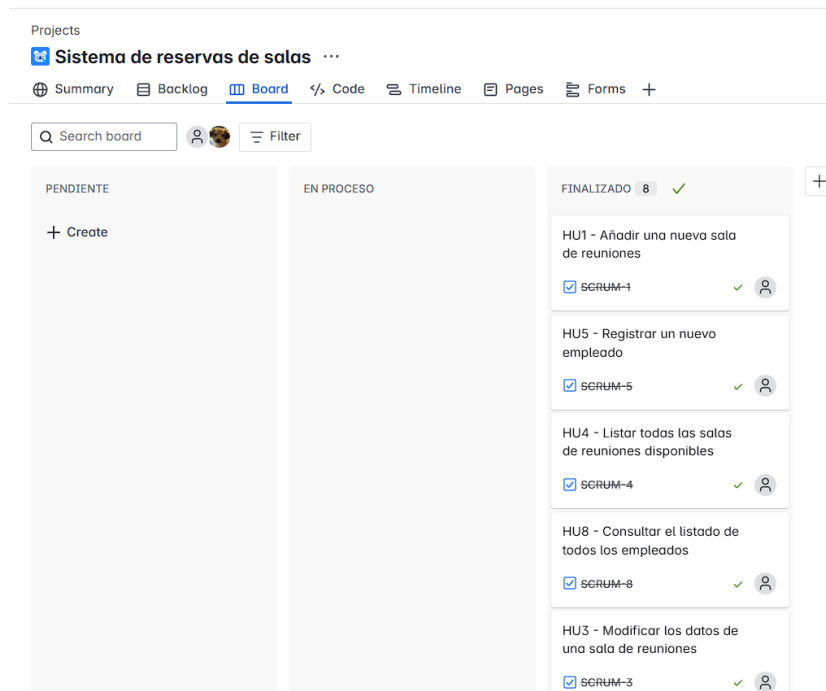 Projects
Sistema de reservas de salas
Summary
Backlog
Board
Code
Timeline
Pages
Forms
Search board
Filter
PENDIENTE
Create
EN PROCESO
FINALIZADO 8
HU1 - Añadir una nueva sala
de reuniones
SCRUM-1
HU5 - Registrar un nuevo
empleado
SCRUM-5
HU4 - Listar todas las salas
de reuniones disponibles
SCRUM-4
HU8 - Consultar el listado de
todos los empleados
SCRUM-8
HU3 - Modificar los datos de
una sala de reuniones
SCRUM-3